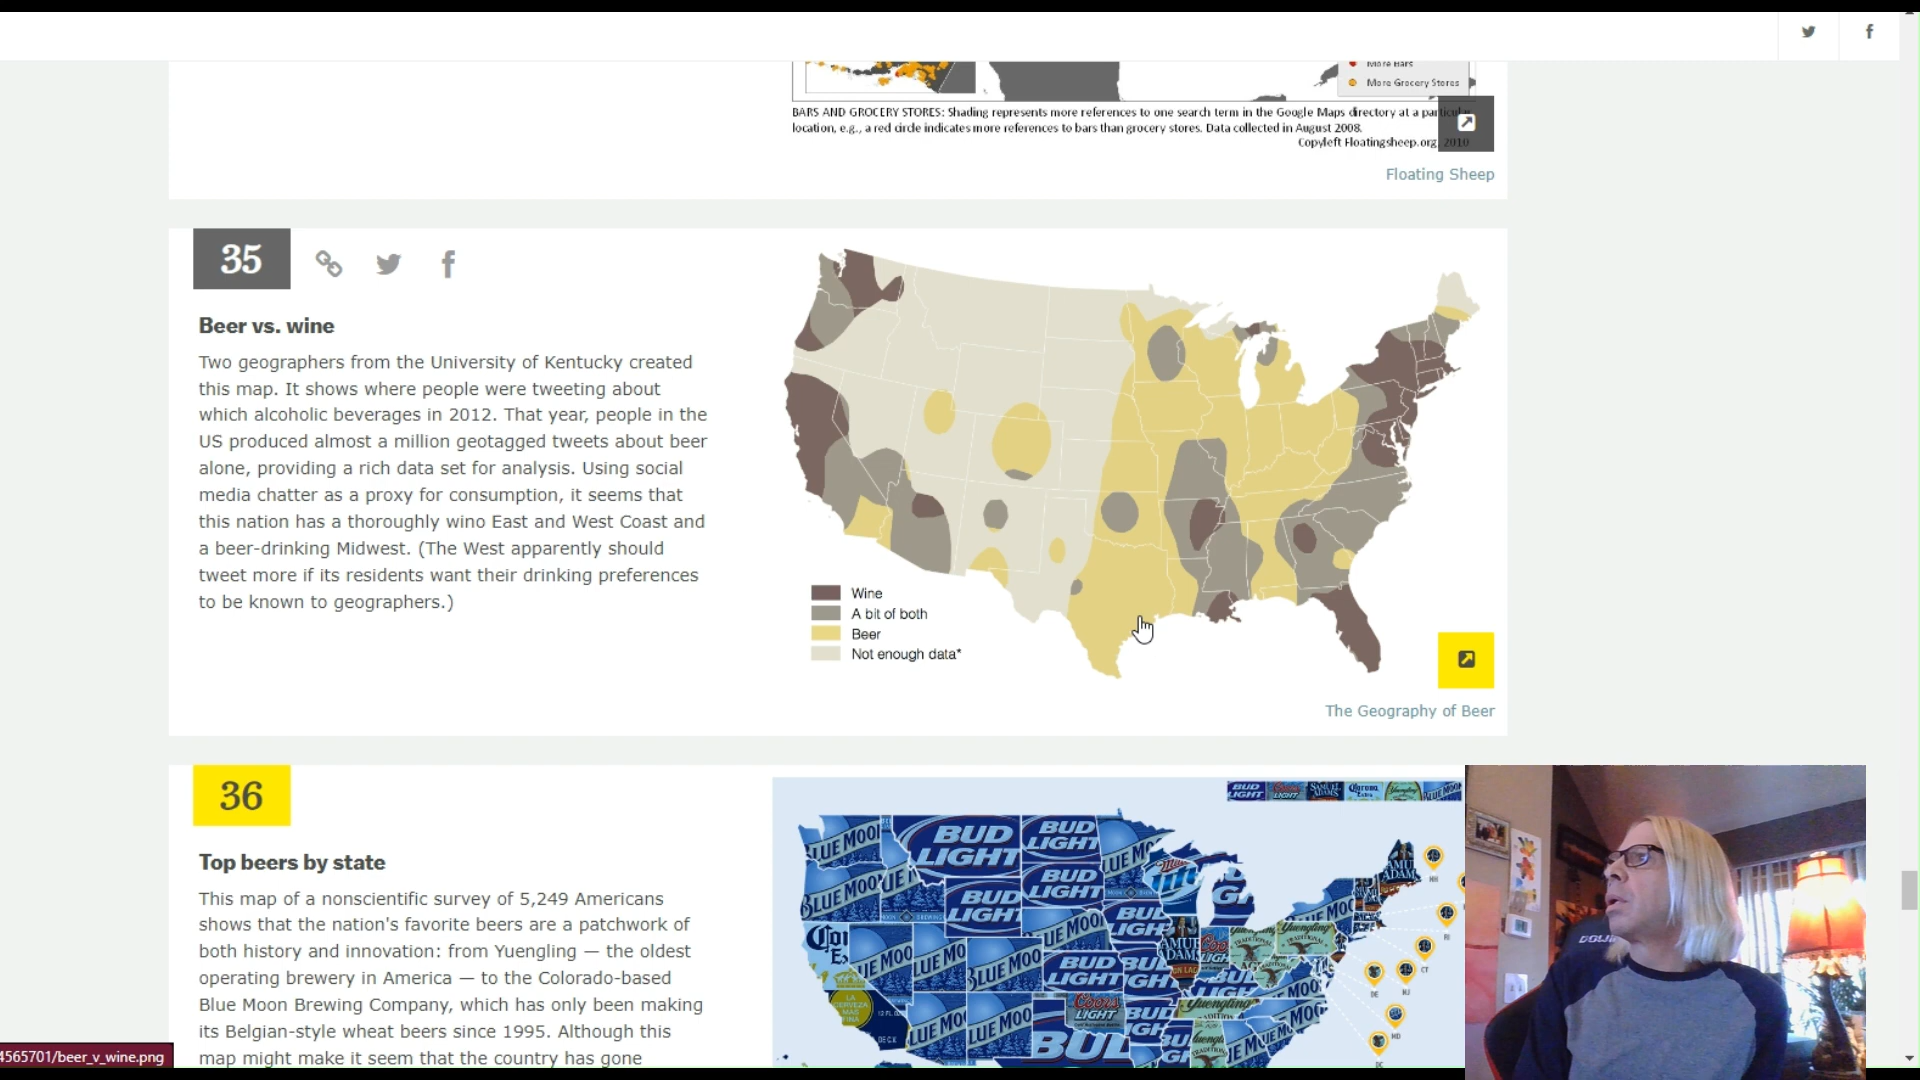 More Bars
More Grocery Stores
BARS AND GROCERY STORES: Shading represents more references to one search term in the Google Maps directory at a particular
location, e.g., a red circle indicates more references to bars than grocery stores. Data collected in August 2008.
Copyleft Floatingsheep.org, 2010
Floating Sheep
35
Beer vs. wine
Two geographers from the University of Kentucky created
this map. It shows where people were tweeting about
which alcoholic beverages in 2012. That year, people in the
US produced almost a million geotagged tweets about beer
alone, providing a rich data set for analysis. Using social
media chatter as a proxy for consumption, it seems that
this nation has a thoroughly wino East and West Coast and
a beer-drinking Midwest. (The West apparently should
tweet more if its residents want their drinking preferences
to be known to geographers.)
Wine
A bit of both
Beer
Not enough data*
The Geography of Beer
36
Top beers by state
This map of a nonscientific survey of 5,249 Americans
shows that the nation's favorite beers are a patchwork of
both history and innovation: from Yuengling — the oldest
operating brewery in America — to the Colorado-based
Blue Moon Brewing Company, which has only been making
its Belgian-style wheat beers since 1995. Although this
map might make it seem that the country has gone
BUD LIGHT
BUD LIGHT
BUD LIGHT
BUD LIGHT
Coors LIGHT
4565701/beer_v_wine.png